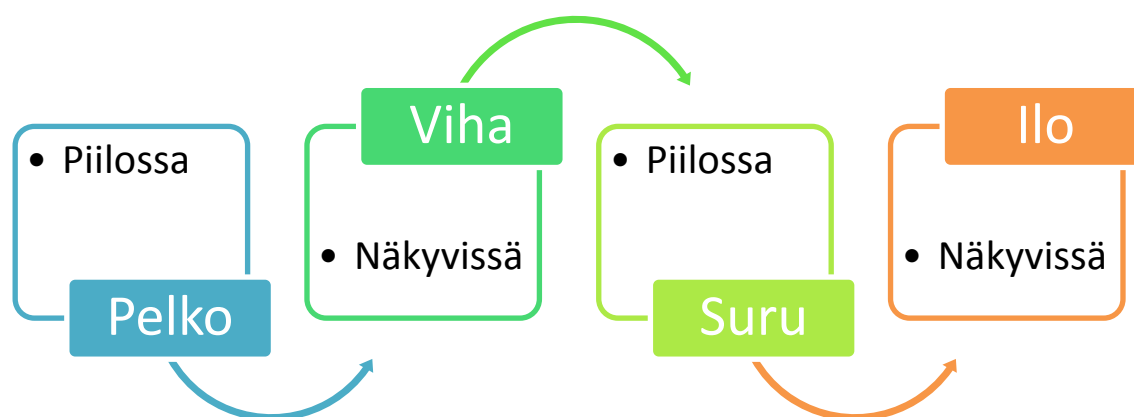 • Piilossa
Pelko
Viha
• Näkyvissä
• Piilossa
Suru
Ilo
• Näkyvissä